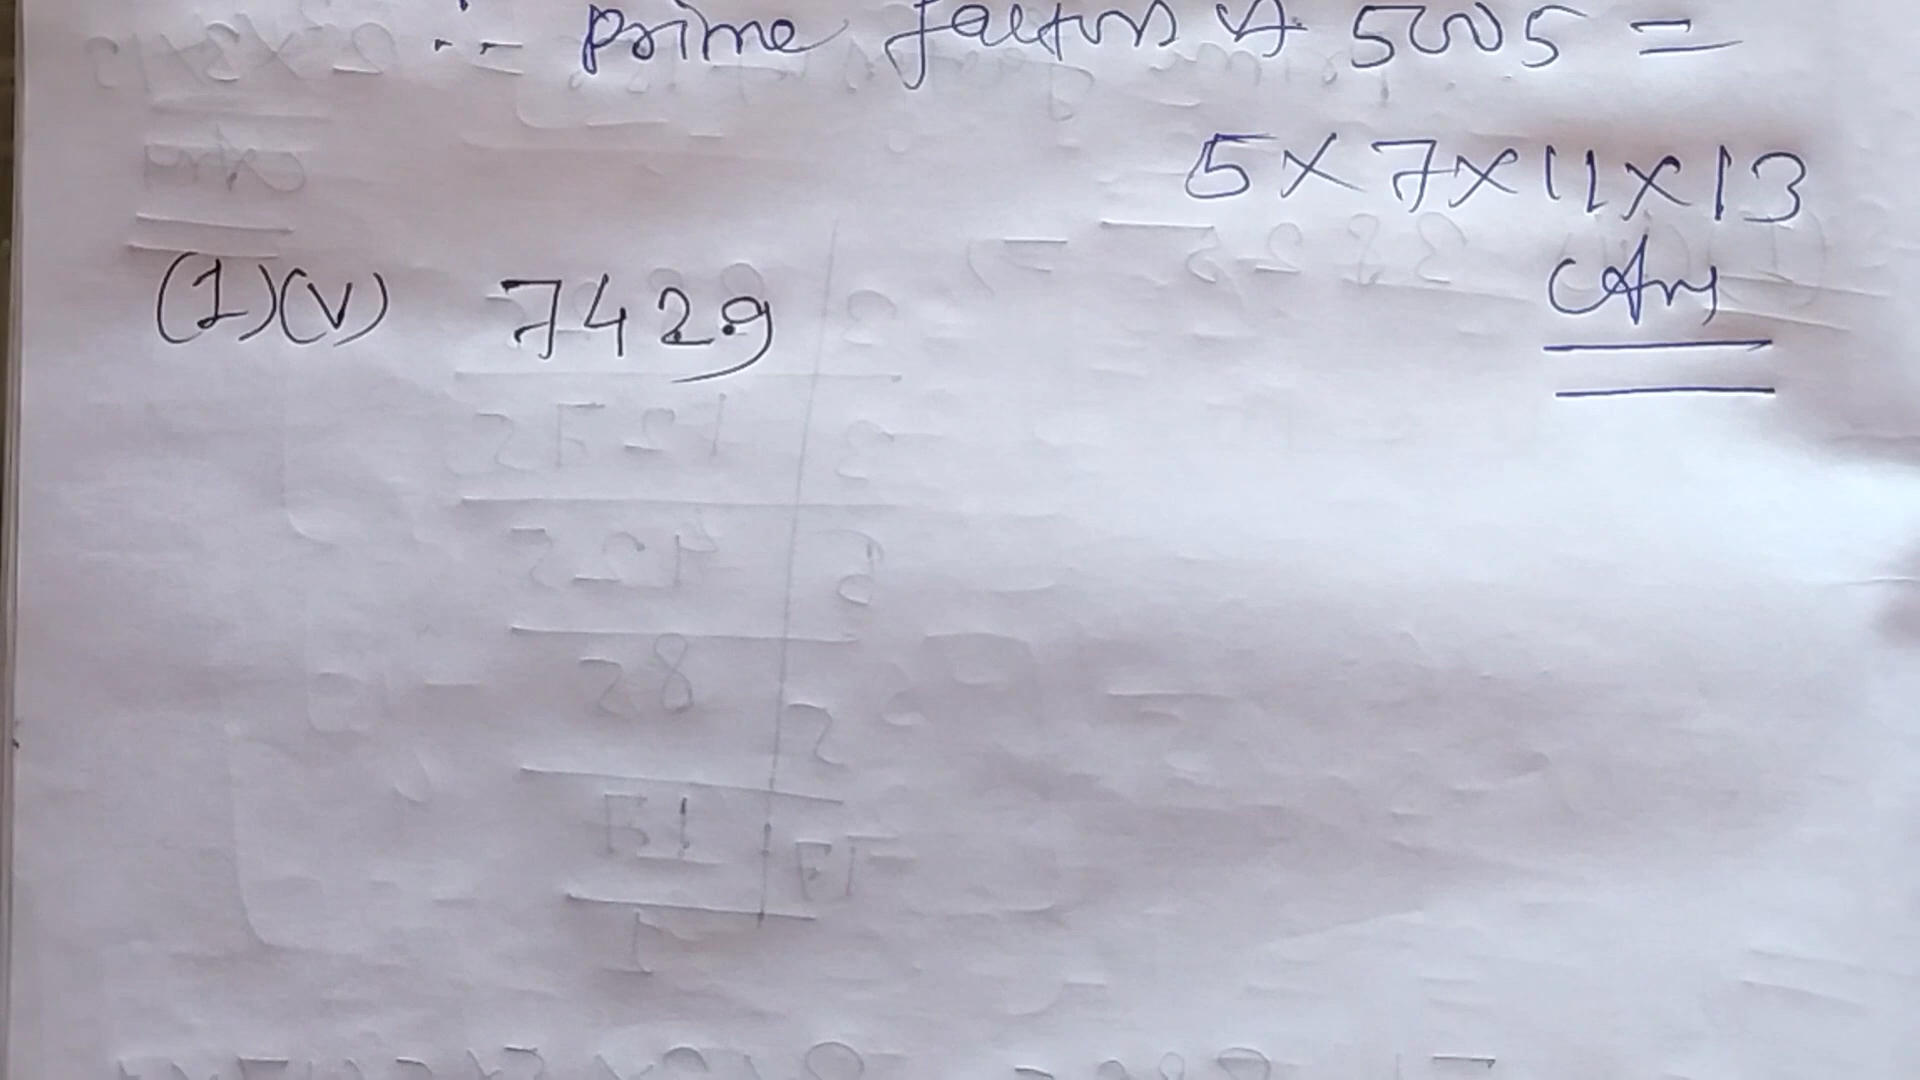 ∴ prime factors of 5005 =
5×7×11×13
Ans
(1)(v) 7429